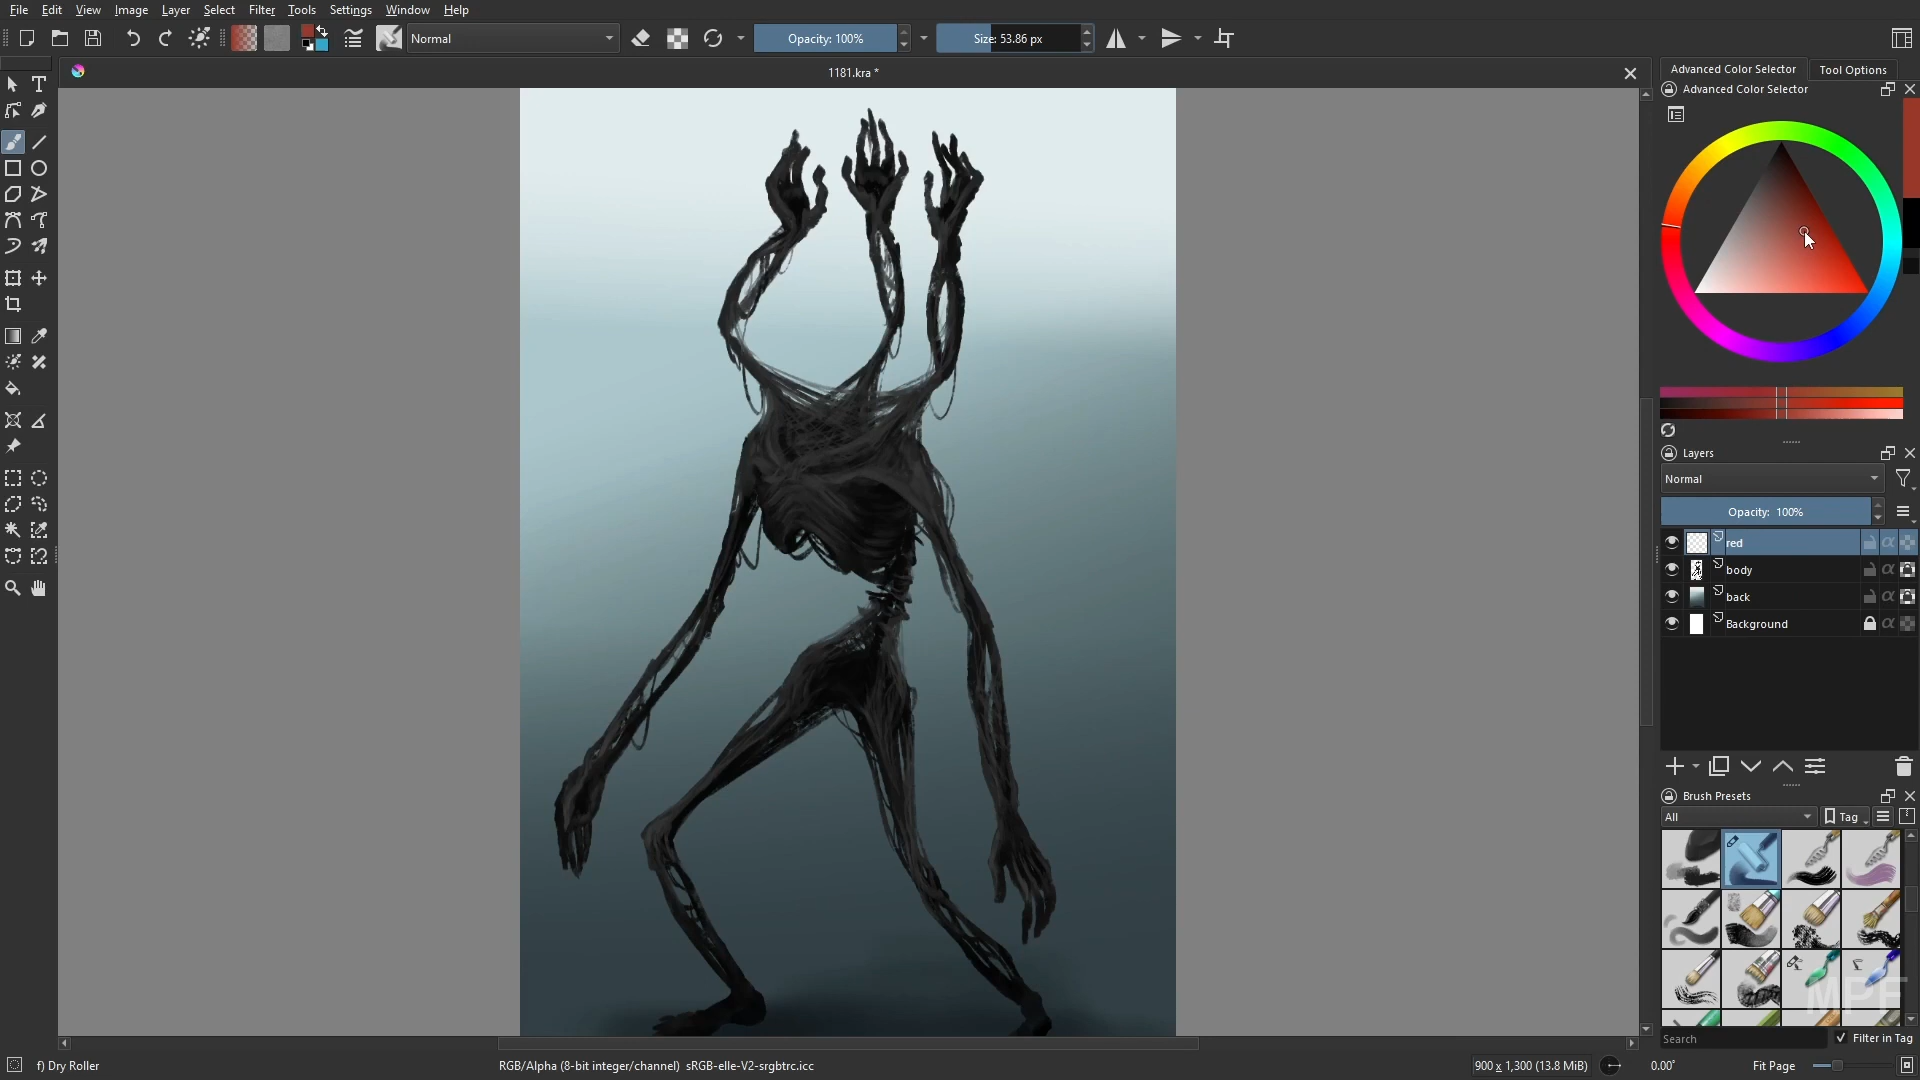 File Edit View Image Layer Select Filter Tools Settings Window Help
Normal Opacity: 100% Size: 53.86 px
1181.kra *
Advanced Color Selector Tool Options
Advanced Color Selector
Layers
Normal
Opacity: 100%
red
body
back
Background
Brush Presets
All Tag
MPF
Search Filter in Tag
f) Dry Roller RGB/Alpha (8-bit integer/channel) sRGB-elle-V2-srgbtrc.icc 900 x 1,300 (13.8 MiB) 0.00° Fit Page